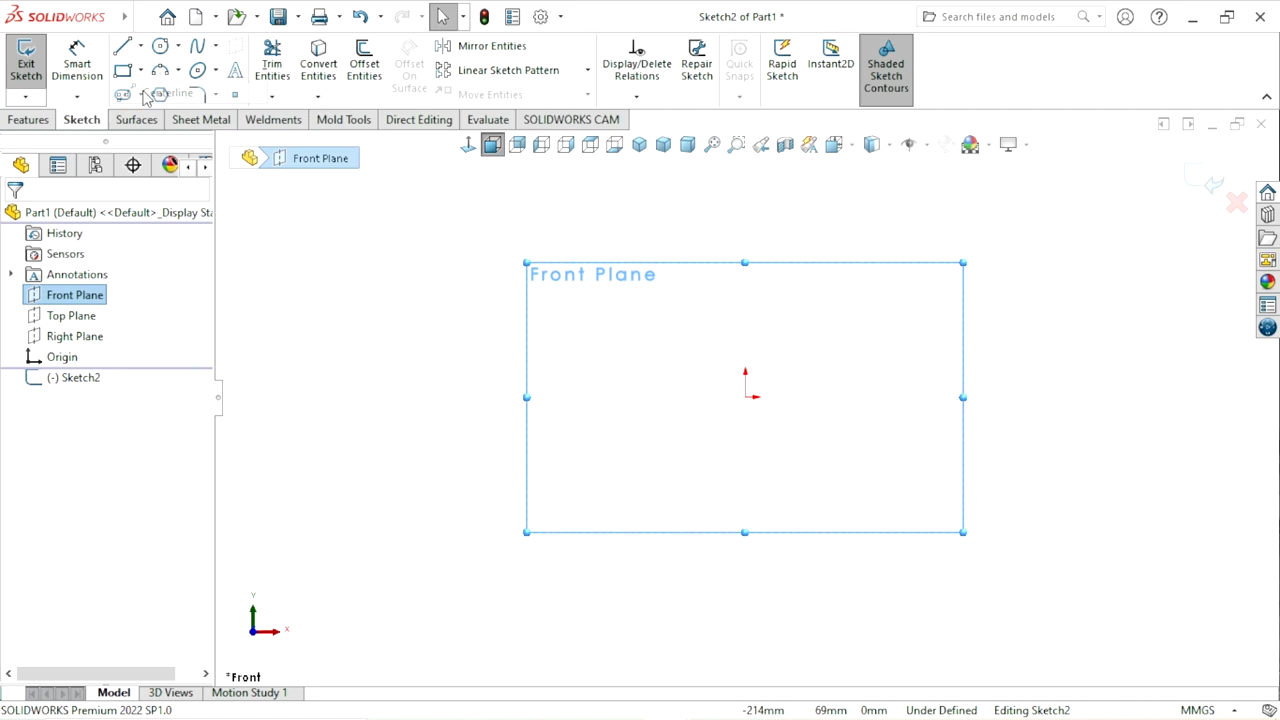 SOLIDWORKS
Sketch2 of Part1 *
Search files and models
Exit Sketch
Smart Dimension
Trim Entities
Convert Entities
Offset Entities
Offset On Surface
Mirror Entities
Linear Sketch Pattern
Move Entities
Display/Delete Relations
Repair Sketch
Quick Snaps
Rapid Sketch
Instant2D
Shaded Sketch Contours
Features
Sketch
Surfaces
Sheet Metal
Weldments
Mold Tools
Direct Editing
Evaluate
SOLIDWORKS CAM
Front Plane
Part1 (Default) <<Default>_Display Sta
History
Sensors
Annotations
Front Plane
Top Plane
Right Plane
Origin
(-) Sketch2
Front Plane
Y
X
*Front
Model
3D Views
Motion Study 1
SOLIDWORKS Premium 2022 SP1.0
-214mm
69mm
0mm
Under Defined
Editing Sketch2
MMGS